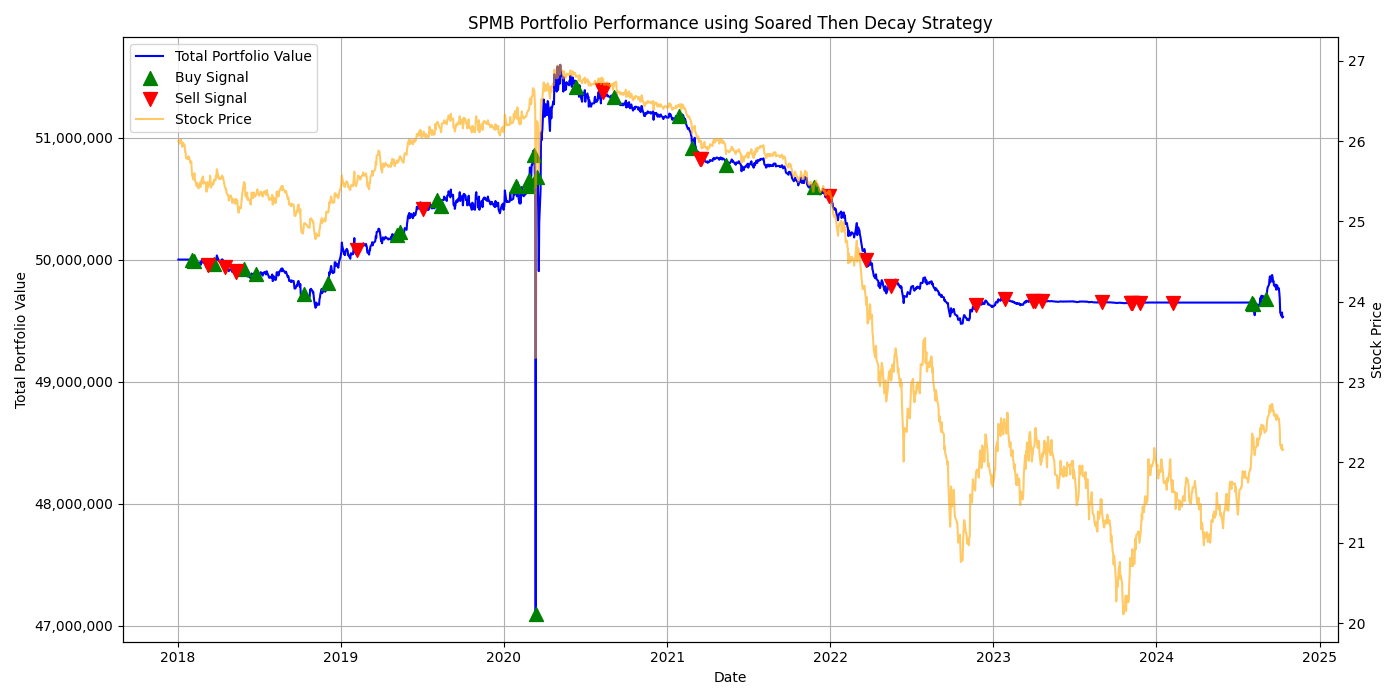 SPMB Portfolio Performance using Soared Then Decay Strategy
Total Portfolio Value
Buy Signal
Sell Signal
Stock Price
51,000,000
50,000,000
49,000,000
48,000,000
47,000,000
Total Portfolio Value
27
26
25
24
23
22
21
20
Stock Price
2018
2019
2020
2021
2022
2023
2024
2025
Date